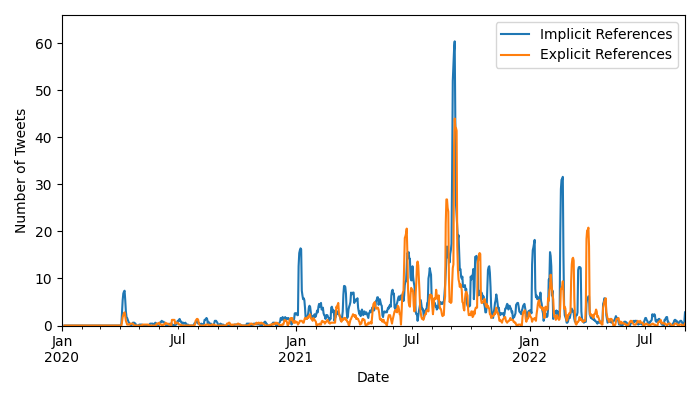 Implicit References
Explicit References
Number of Tweets
60
50
40
30
20
10
0
Jan
2020
Jul
Jan
2021
Jul
Jan
2022
Jul
Date